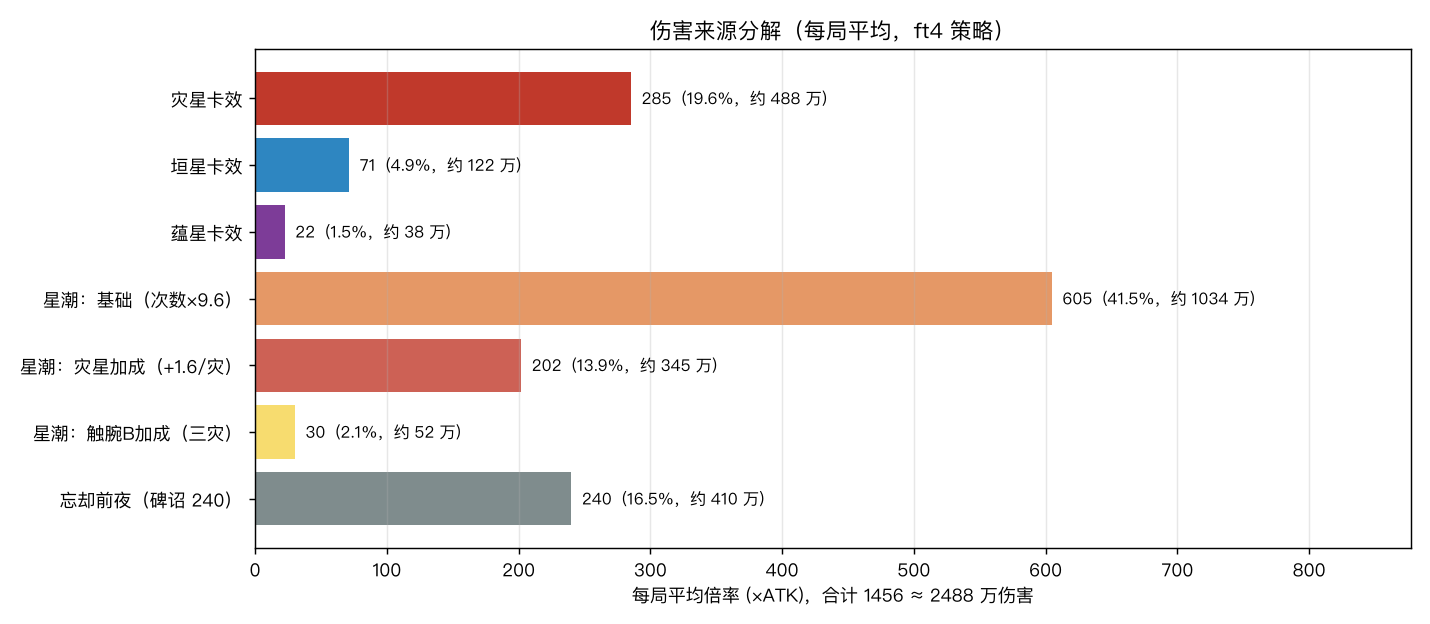 伤害来源分解（每局平均，ft4 策略）
灾星卡效
285（19.6%，约 488 万）
垣星卡效
71（4.9%，约 122 万）
蕴星卡效
22（1.5%，约 38 万）
星潮：基础（次数×9.6）
605（41.5%，约 1034 万）
星潮：灾星加成（+1.6/灾）
202（13.9%，约 345 万）
星潮：触腕B加成（三灾）
30（2.1%，约 52 万）
忘却前夜（碑诏 240）
240（16.5%，约 410 万）
0 100 200 300 400 500 600 700 800
每局平均倍率 (×ATK)，合计 1456 ≈ 2488 万伤害